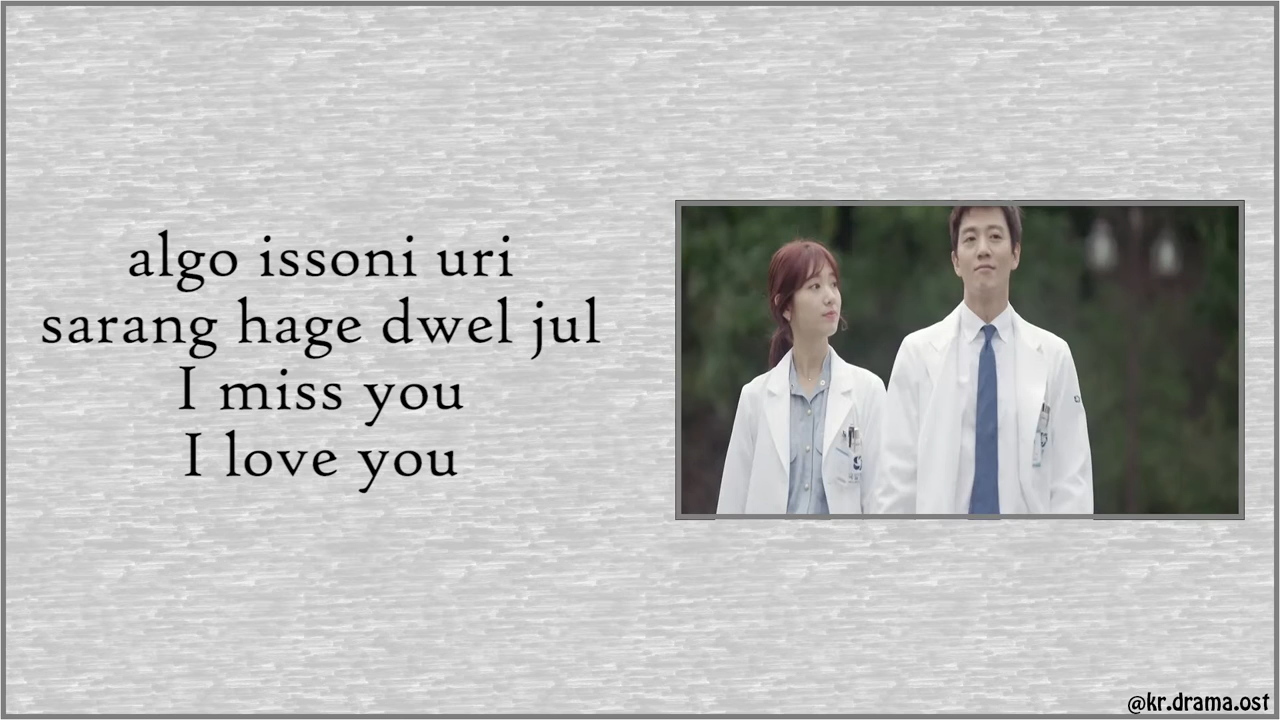 algo issoni uri
sarang hage dwel jul
I miss you
I love you
@kr.drama.ost